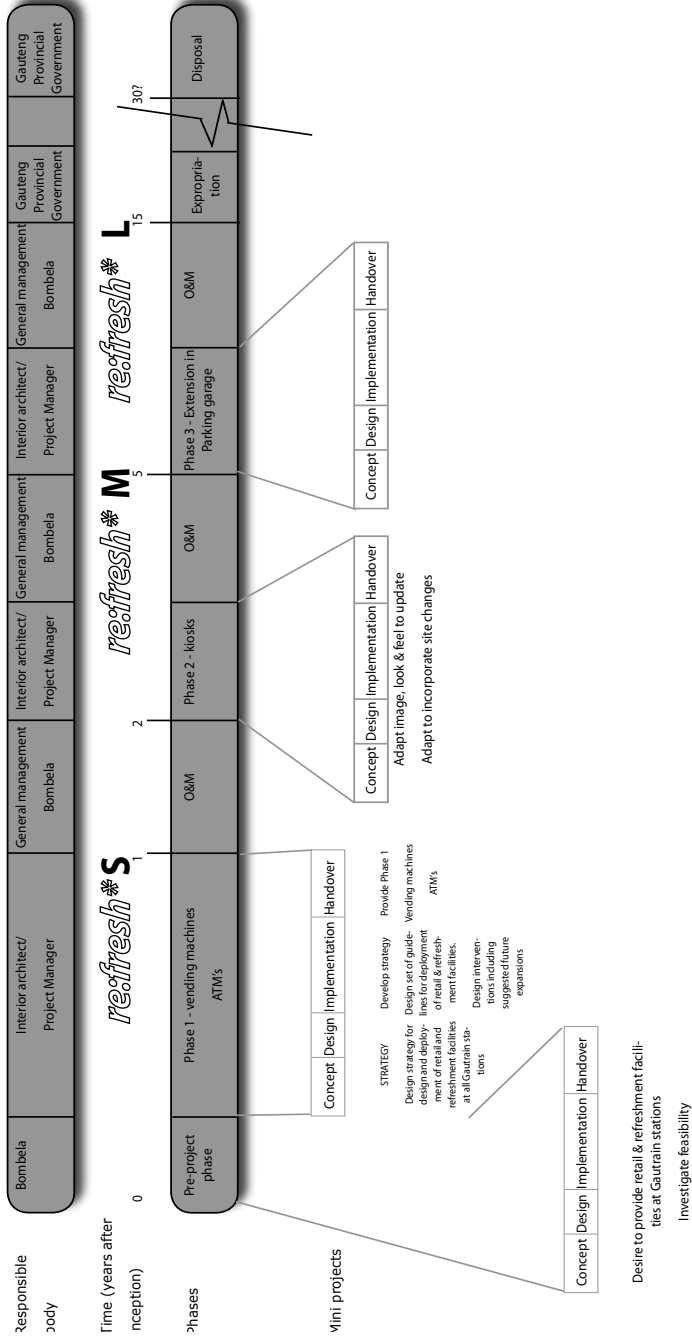 Responsible
body
Bombela
Interior architect/
Project Manager
General management
Bombela
Interior architect/
Project Manager
General management
Bombela
Interior architect/
Project Manager
General management
Bombela
Gauteng
Provincial
Government
Gauteng
Provincial
Government
Time (years after
nception)
0
re:fresh* S
1
2
re:fresh* M
5
re:fresh* L
15
30?
Phases
Pre-project
phase
Phase 1 - vending machines
ATM's
O&M
Phase 2 - kiosks
O&M
Phase 3 - Extension in
Parking garage
O&M
Expropria-
tion
Disposal
Mini projects
Concept Design Implementation Handover
STRATEGY
Design strategy for
design and deploy-
ment of retail and
refreshment facilities
at all Gautrain sta-
tions
Develop strategy
Design set of guide-
lines for deployment
of retail & refresh-
ment facilities.
Design interven-
tions including
suggested future
expansions
Provide Phase 1
Vending machines
ATM's
Concept Design Implementation Handover
Adapt image, look & feel to update
Adapt to incorporate site changes
Concept Design Implementation Handover
Concept Design Implementation Handover
Desire to provide retail & refreshment facili-
ties at Gautrain stations
Investigate feasibility